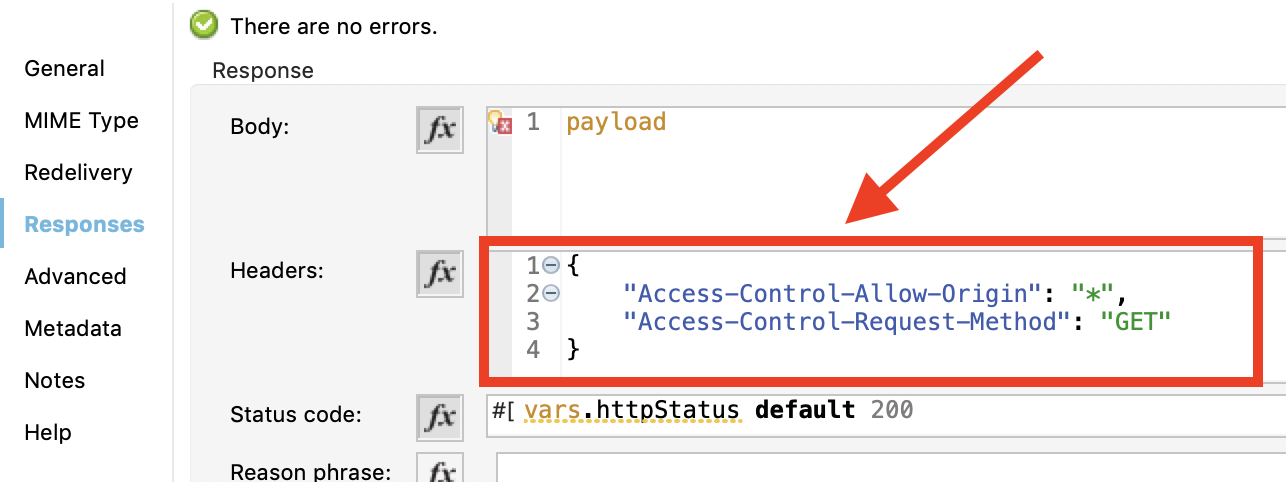 There are no errors.
General
MIME Type
Redelivery
Responses
Advanced
Metadata
Notes
Help
Response
Body:
fx
1 payload
Headers:
fx
1 {
2 "Access-Control-Allow-Origin": "*",
3 "Access-Control-Request-Method": "GET"
4 }
Status code:
fx
#[ vars.httpStatus default 200
Reason phrase:
fx